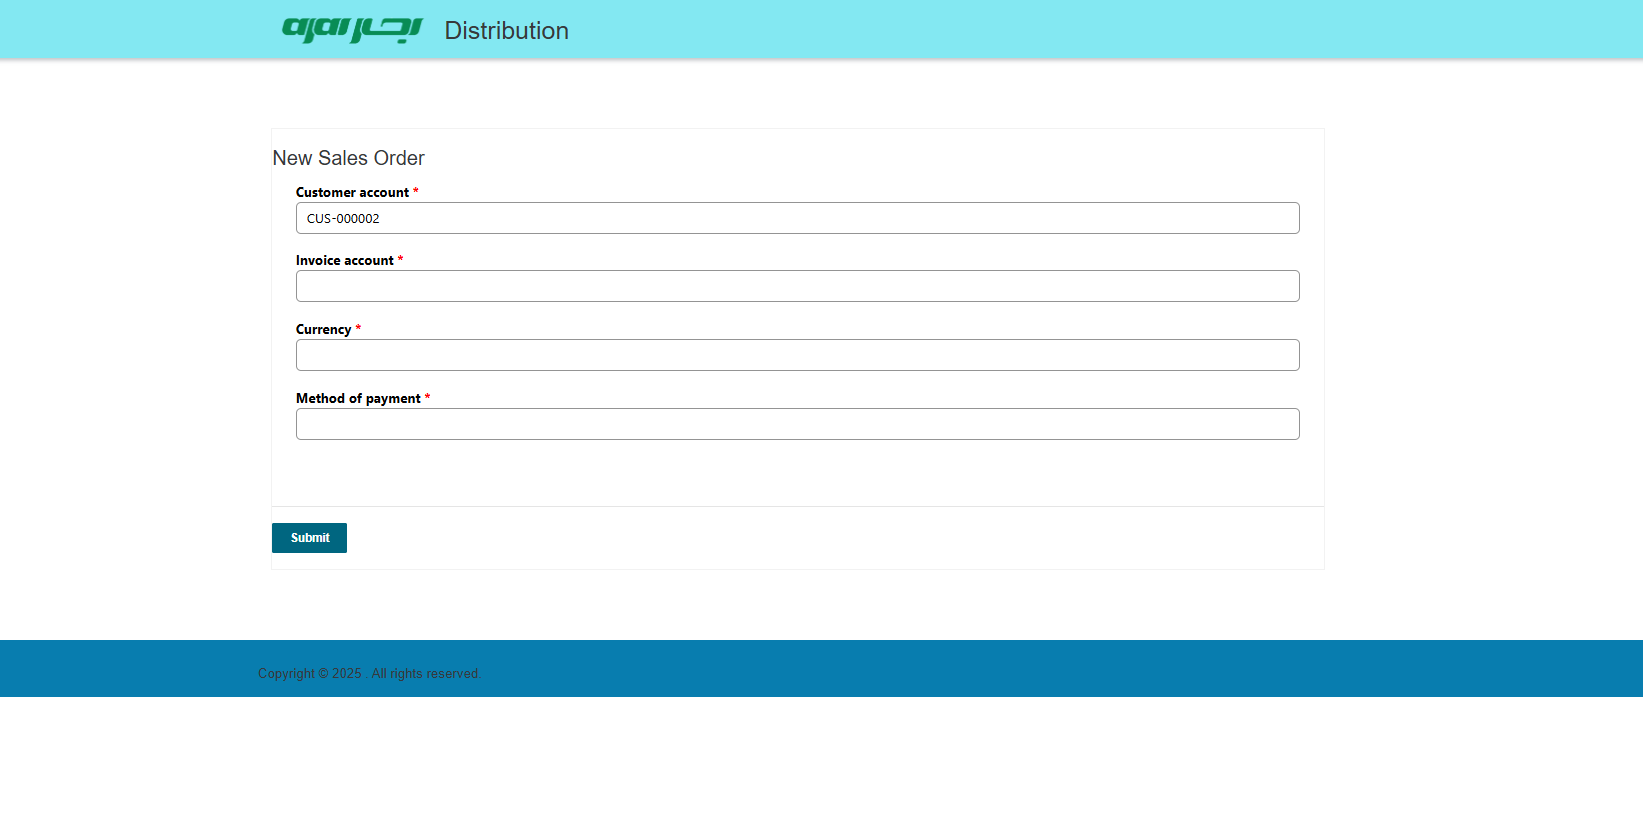 Distribution
New Sales Order
Customer account *
CUS-000002
Invoice account *
Currency *
Method of payment *
Submit
Copyright © 2025 . All rights reserved.